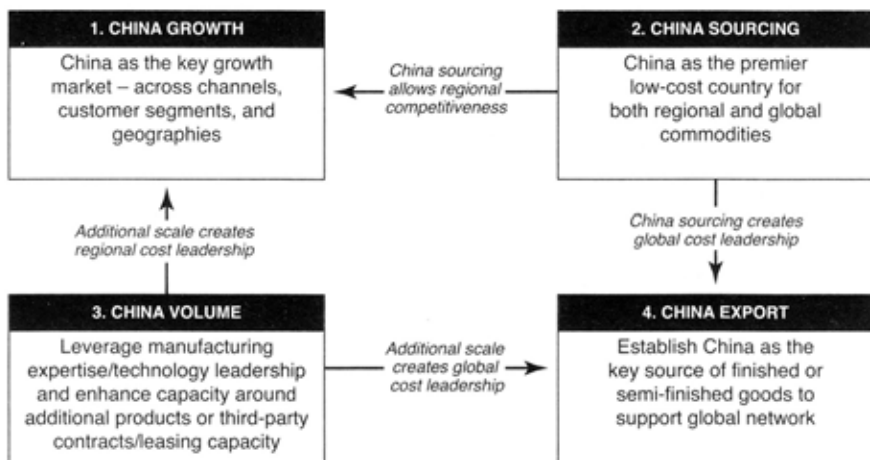 1. CHINA GROWTH
China as the key growth
market – across channels,
customer segments, and
geographies
China sourcing
allows regional
competitiveness
2. CHINA SOURCING
China as the premier
low-cost country for
both regional and global
commodities
Additional scale creates
regional cost leadership
China sourcing creates
global cost leadership
3. CHINA VOLUME
Leverage manufacturing
expertise/technology leadership
and enhance capacity around
additional products or third-party
contracts/leasing capacity
Additional scale
creates global
cost leadership
4. CHINA EXPORT
Establish China as the
key source of finished or
semi-finished goods to
support global network